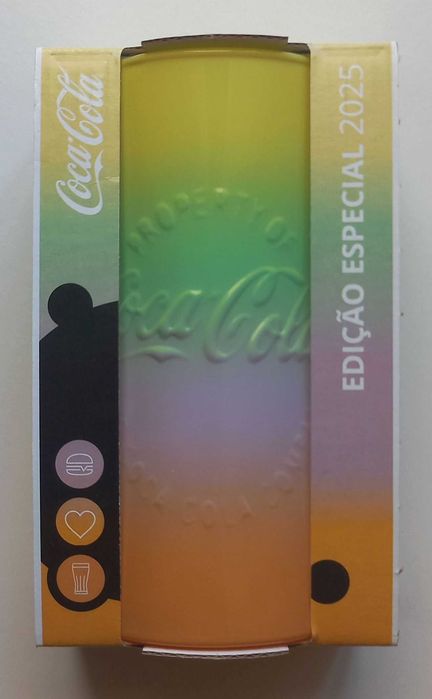 Coca-Cola
EDIÇÃO ESPECIAL 2025
PROPERTY OF
Coca-Cola
COCA COLA